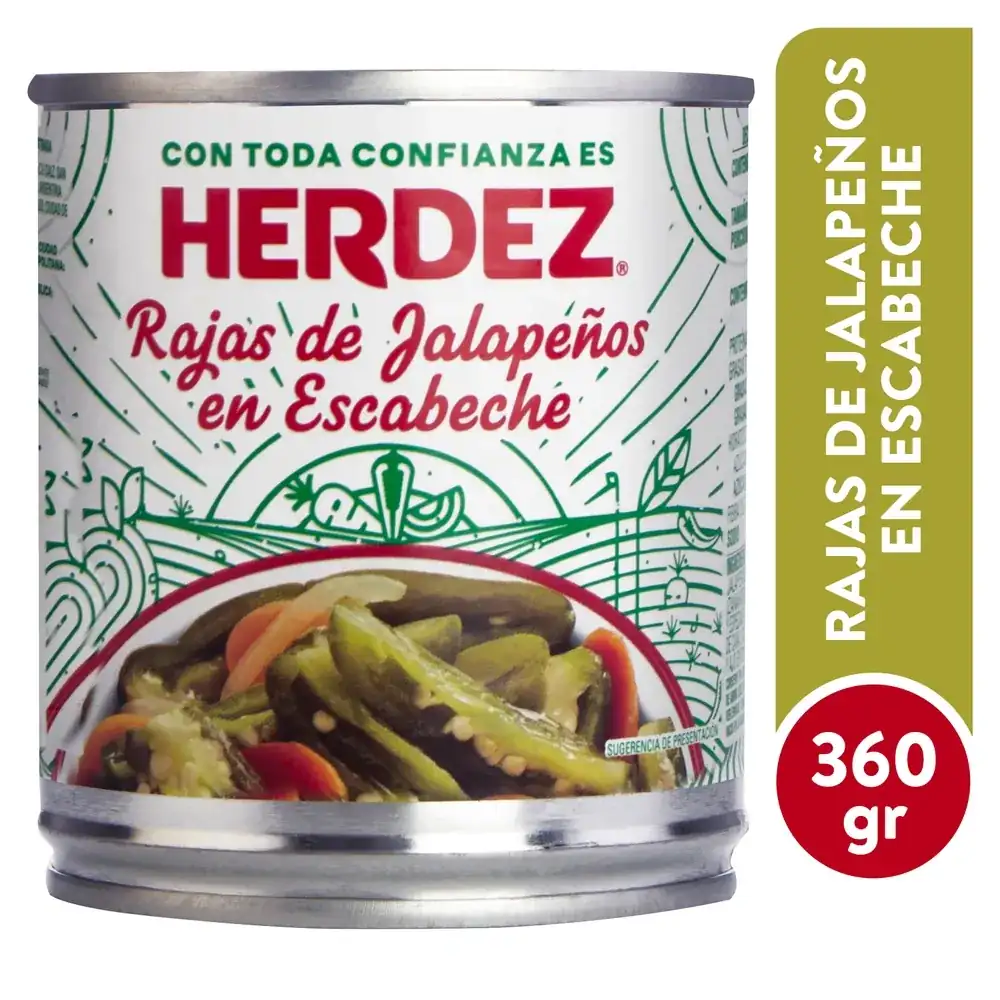 CON TODA CONFIANZA ES
HERDEZ®
Rajas de Jalapeños
en Escabeche
SUGERENCIA DE PRESENTACIÓN
RAJAS DE JALAPEÑOS
EN ESCABECHE
360
gr